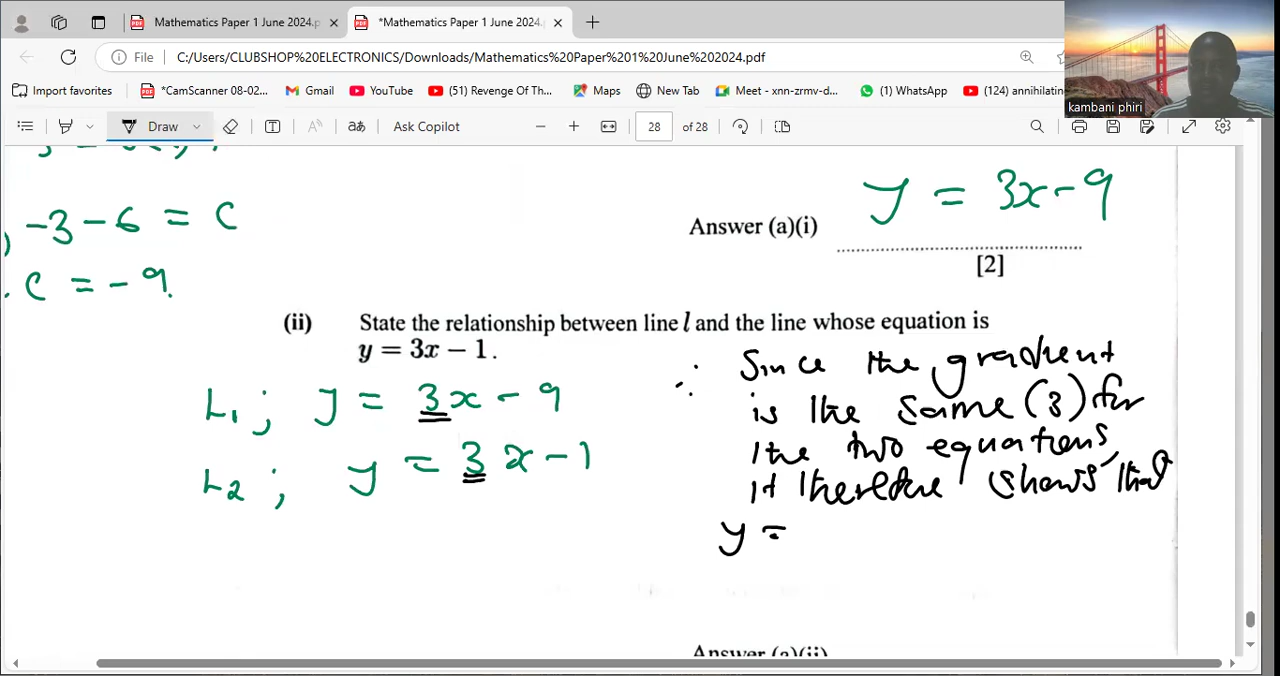 Mathematics Paper 1 June 2024.p
*Mathematics Paper 1 June 2024.
File C:/Users/CLUBSHOP%20ELECTRONICS/Downloads/Mathematics%20Paper%201%20June%202024.pdf
Import favorites *CamScanner 08-02... Gmail YouTube (51) Revenge Of Th... Maps New Tab Meet - xnn-zrmv-d... (1) WhatsApp (124) annihilatin
kambani phiri
Draw Ask Copilot 28 of 28
-3 - 6 = C
C = -9.
y = 3x - 9
Answer (a)(i)
[2]
(ii) State the relationship between line l and the line whose equation is
y = 3x − 1.
L1; y = 3x - 9
L2; y = 3x - 1
∴ Since the gradient
is the same (3) for
the two equations,
it therefore shows that
y =
Answer (a)(ii)